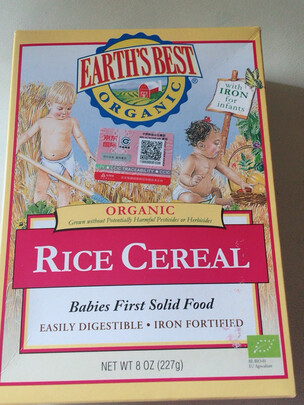 EARTH'S BEST
ORGANIC
®
with
IRON
for
infants
TRACEABILITY
ORGANIC
Grown without Potentially Harmful Pesticides or Herbicides
RICE CEREAL
Babies First Solid Food
EASILY DIGESTIBLE • IRON FORTIFIED
NET WT 8 OZ (227g)